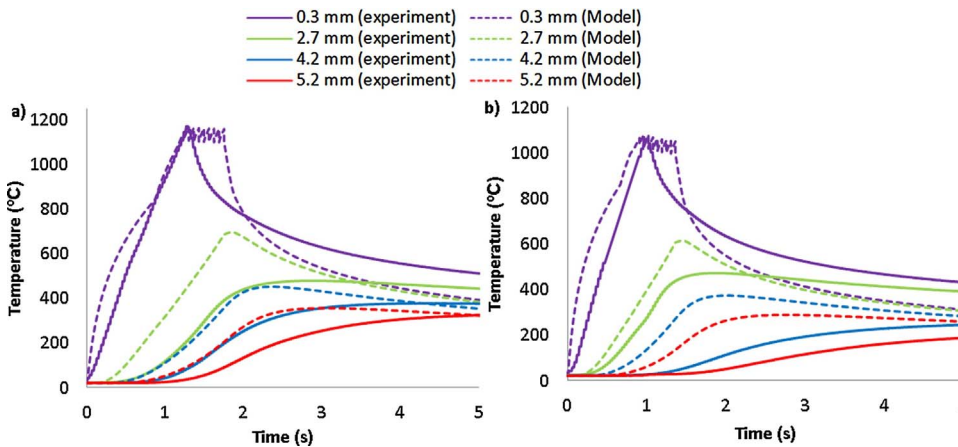 0.3 mm (experiment) 0.3 mm (Model)
2.7 mm (experiment) 2.7 mm (Model)
4.2 mm (experiment) 4.2 mm (Model)
5.2 mm (experiment) 5.2 mm (Model)
a)
Temperature (°C)
1200
1000
800
600
400
200
0
0 1 2 3 4 5
Time (s)
b)
Temperature (°C)
1200
1000
800
600
400
200
0
0 1 2 3 4
Time (s)